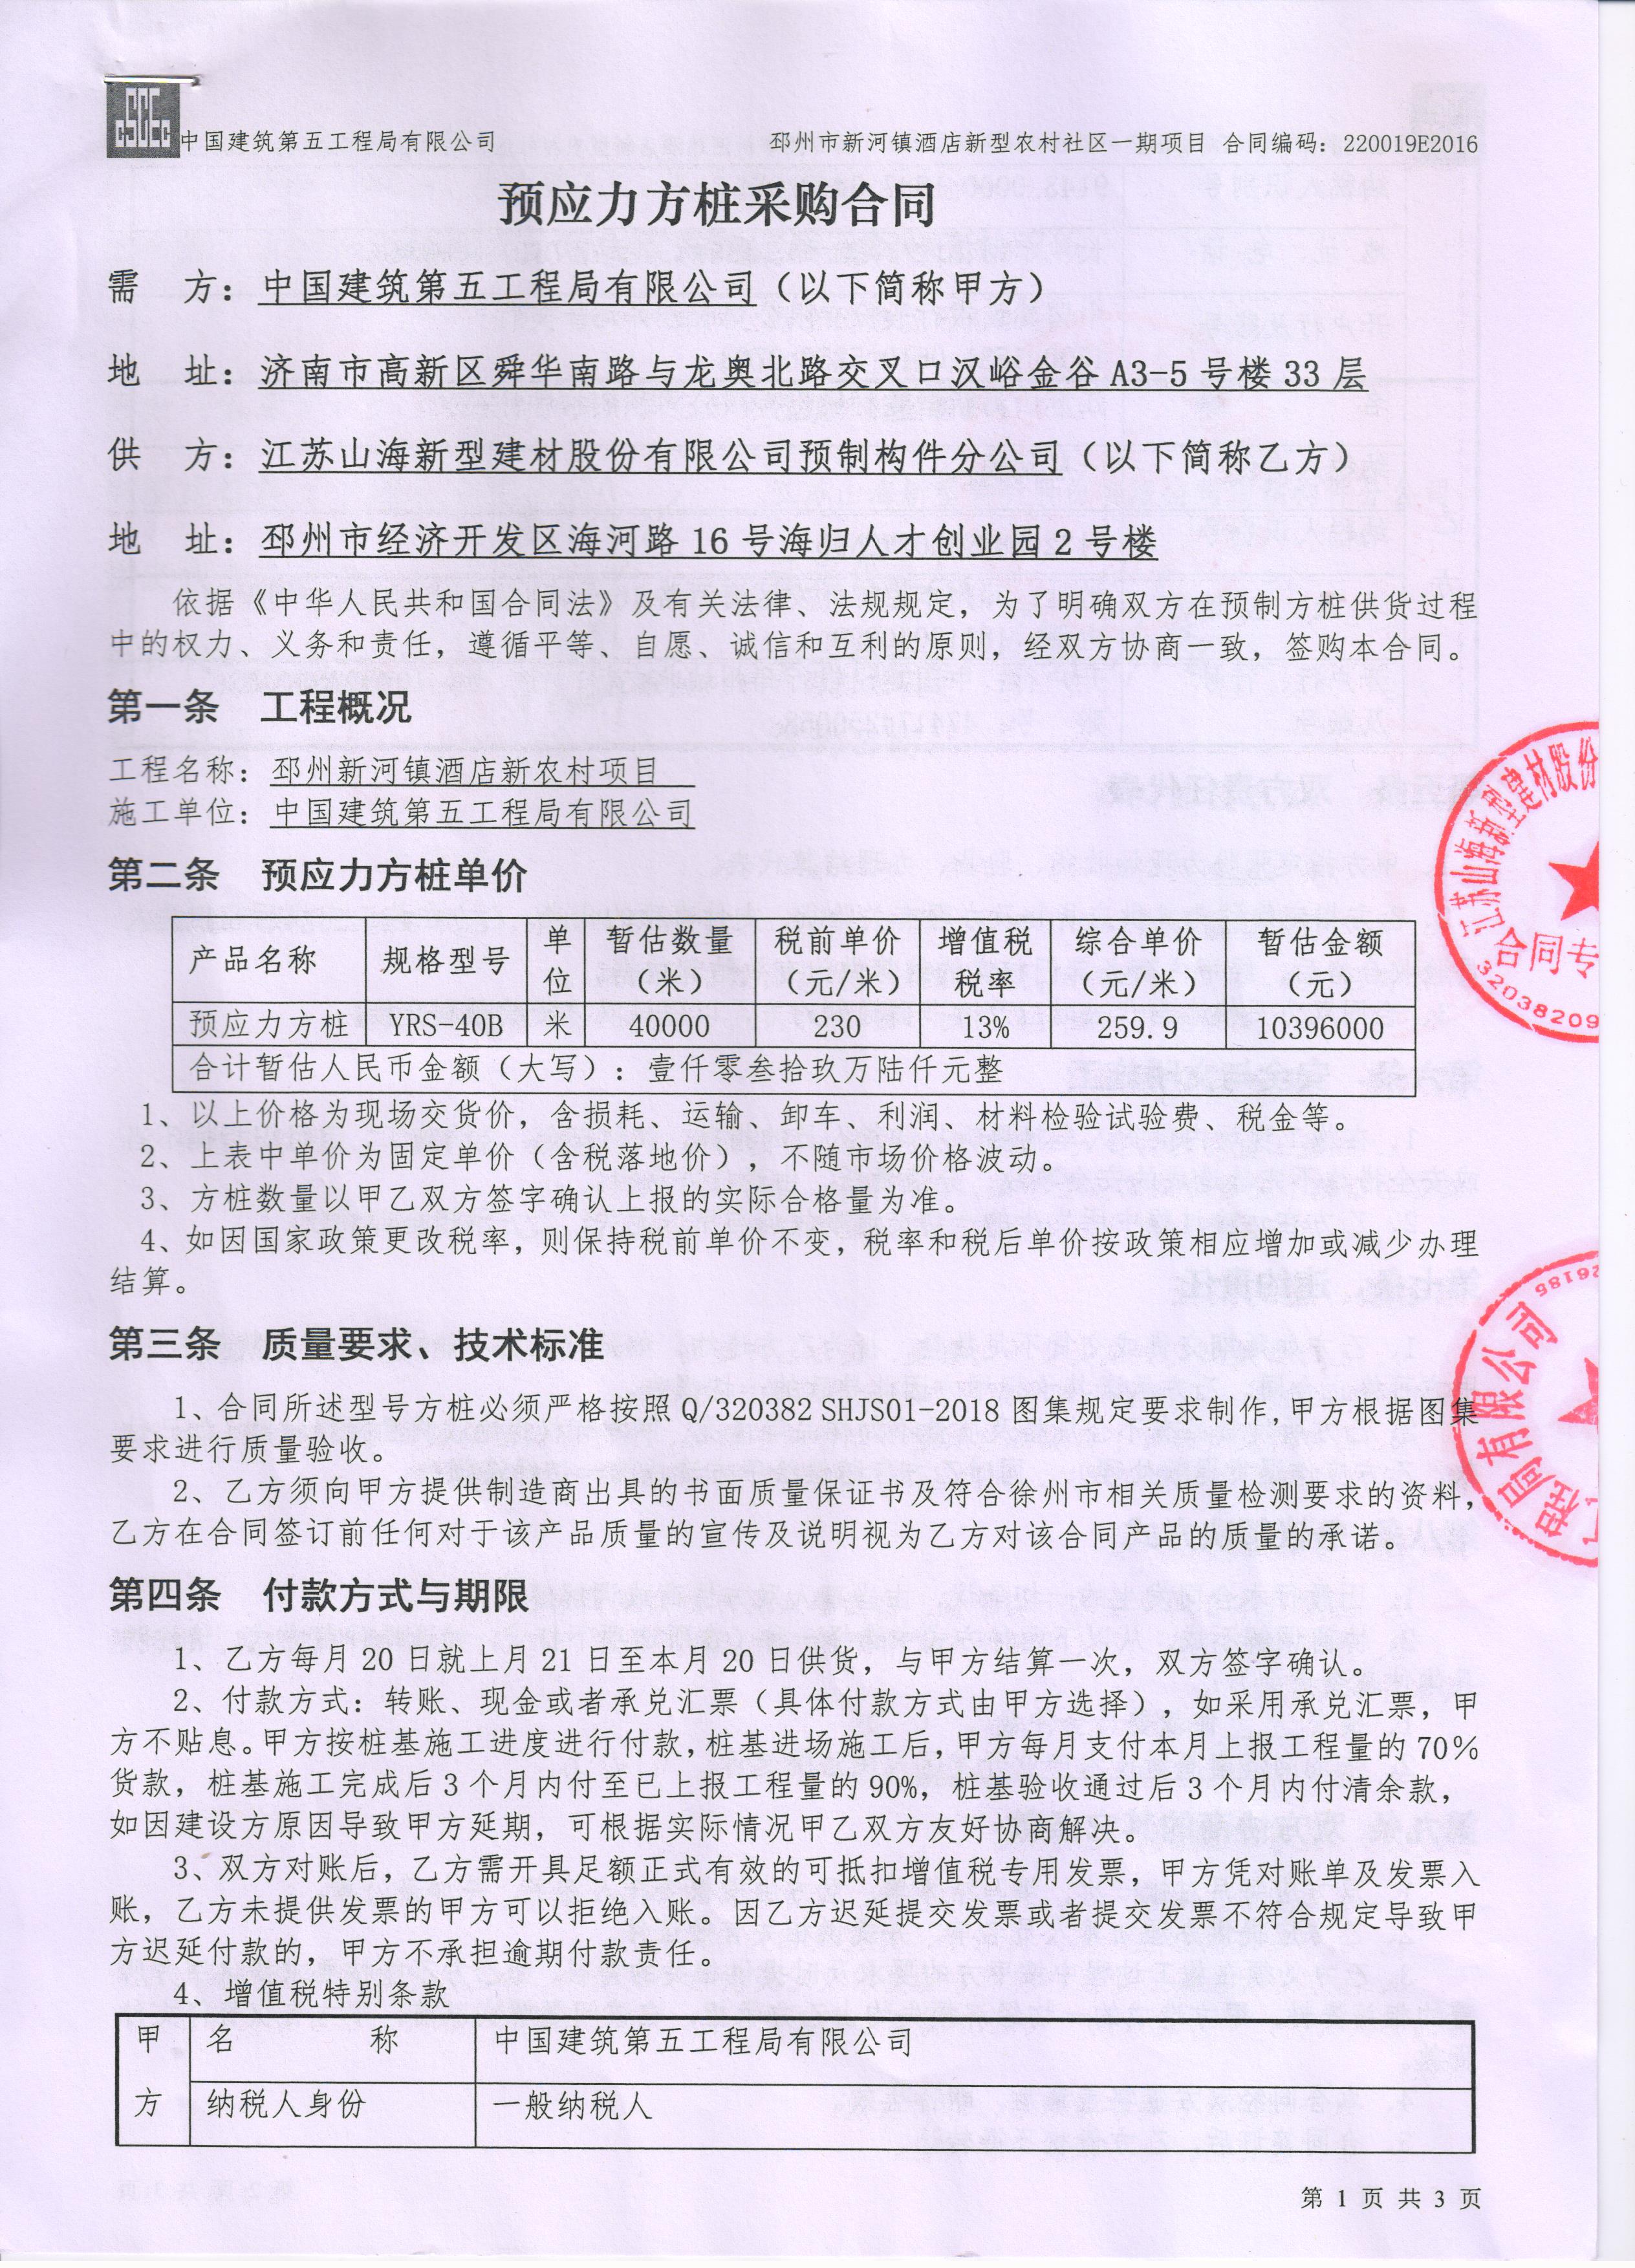 CSCEC
中国建筑第五工程局有限公司 邳州市新河镇酒店新型农村社区一期项目 合同编码：220019E2016
预应力方桩采购合同
需 方：中国建筑第五工程局有限公司（以下简称甲方）
地 址：济南市高新区舜华南路与龙奥北路交叉口汉峪金谷 A3-5 号楼 33 层
供 方：江苏山海新型建材股份有限公司预制构件分公司（以下简称乙方）
地 址：邳州市经济开发区海河路 16 号海归人才创业园 2 号楼
依据《中华人民共和国合同法》及有关法律、法规规定，为了明确双方在预制方桩供货过程
中的权力、义务和责任，遵循平等、自愿、诚信和互利的原则，经双方协商一致，签购本合同。
第一条 工程概况
工程名称：邳州新河镇酒店新农村项目
施工单位：中国建筑第五工程局有限公司
第二条 预应力方桩单价
产品名称 规格型号 单位 暂估数量（米） 税前单价（元/米） 增值税税率 综合单价（元/米） 暂估金额（元）
预应力方桩 YRS-40B 米 40000 230 13% 259.9 10396000
合计暂估人民币金额（大写）：壹仟零叁拾玖万陆仟元整
1、以上价格为现场交货价，含损耗、运输、卸车、利润、材料检验试验费、税金等。
2、上表中单价为固定单价（含税落地价），不随市场价格波动。
3、方桩数量以甲乙双方签字确认上报的实际合格量为准。
4、如因国家政策更改税率，则保持税前单价不变，税率和税后单价按政策相应增加或减少办理
结算。
第三条 质量要求、技术标准
1、合同所述型号方桩必须严格按照 Q/320382 SHJS01-2018 图集规定要求制作，甲方根据图集
要求进行质量验收。
2、乙方须向甲方提供制造商出具的书面质量保证书及符合徐州市相关质量检测要求的资料，
乙方在合同签订前任何对于该产品质量的宣传及说明视为乙方对该合同产品的质量的承诺。
第四条 付款方式与期限
1、乙方每月 20 日就上月 21 日至本月 20 日供货，与甲方结算一次，双方签字确认。
2、付款方式：转账、现金或者承兑汇票（具体付款方式由甲方选择），如采用承兑汇票，甲
方不贴息。甲方按桩基施工进度进行付款，桩基进场施工后，甲方每月支付本月上报工程量的 70%
货款，桩基施工完成后 3 个月内付至已上报工程量的 90%，桩基验收通过后 3 个月内付清余款，
如因建设方原因导致甲方延期，可根据实际情况甲乙双方友好协商解决。
3、双方对账后，乙方需开具足额正式有效的可抵扣增值税专用发票，甲方凭对账单及发票入
账，乙方未提供发票的甲方可以拒绝入账。因乙方迟延提交发票或者提交发票不符合规定导致甲
方迟延付款的，甲方不承担逾期付款责任。
4、增值税特别条款
甲方 名 称 中国建筑第五工程局有限公司
纳税人身份 一般纳税人
第 1 页 共 3 页
江苏山海新型建材股份
合同专
32038209
工程局有限公司
26185